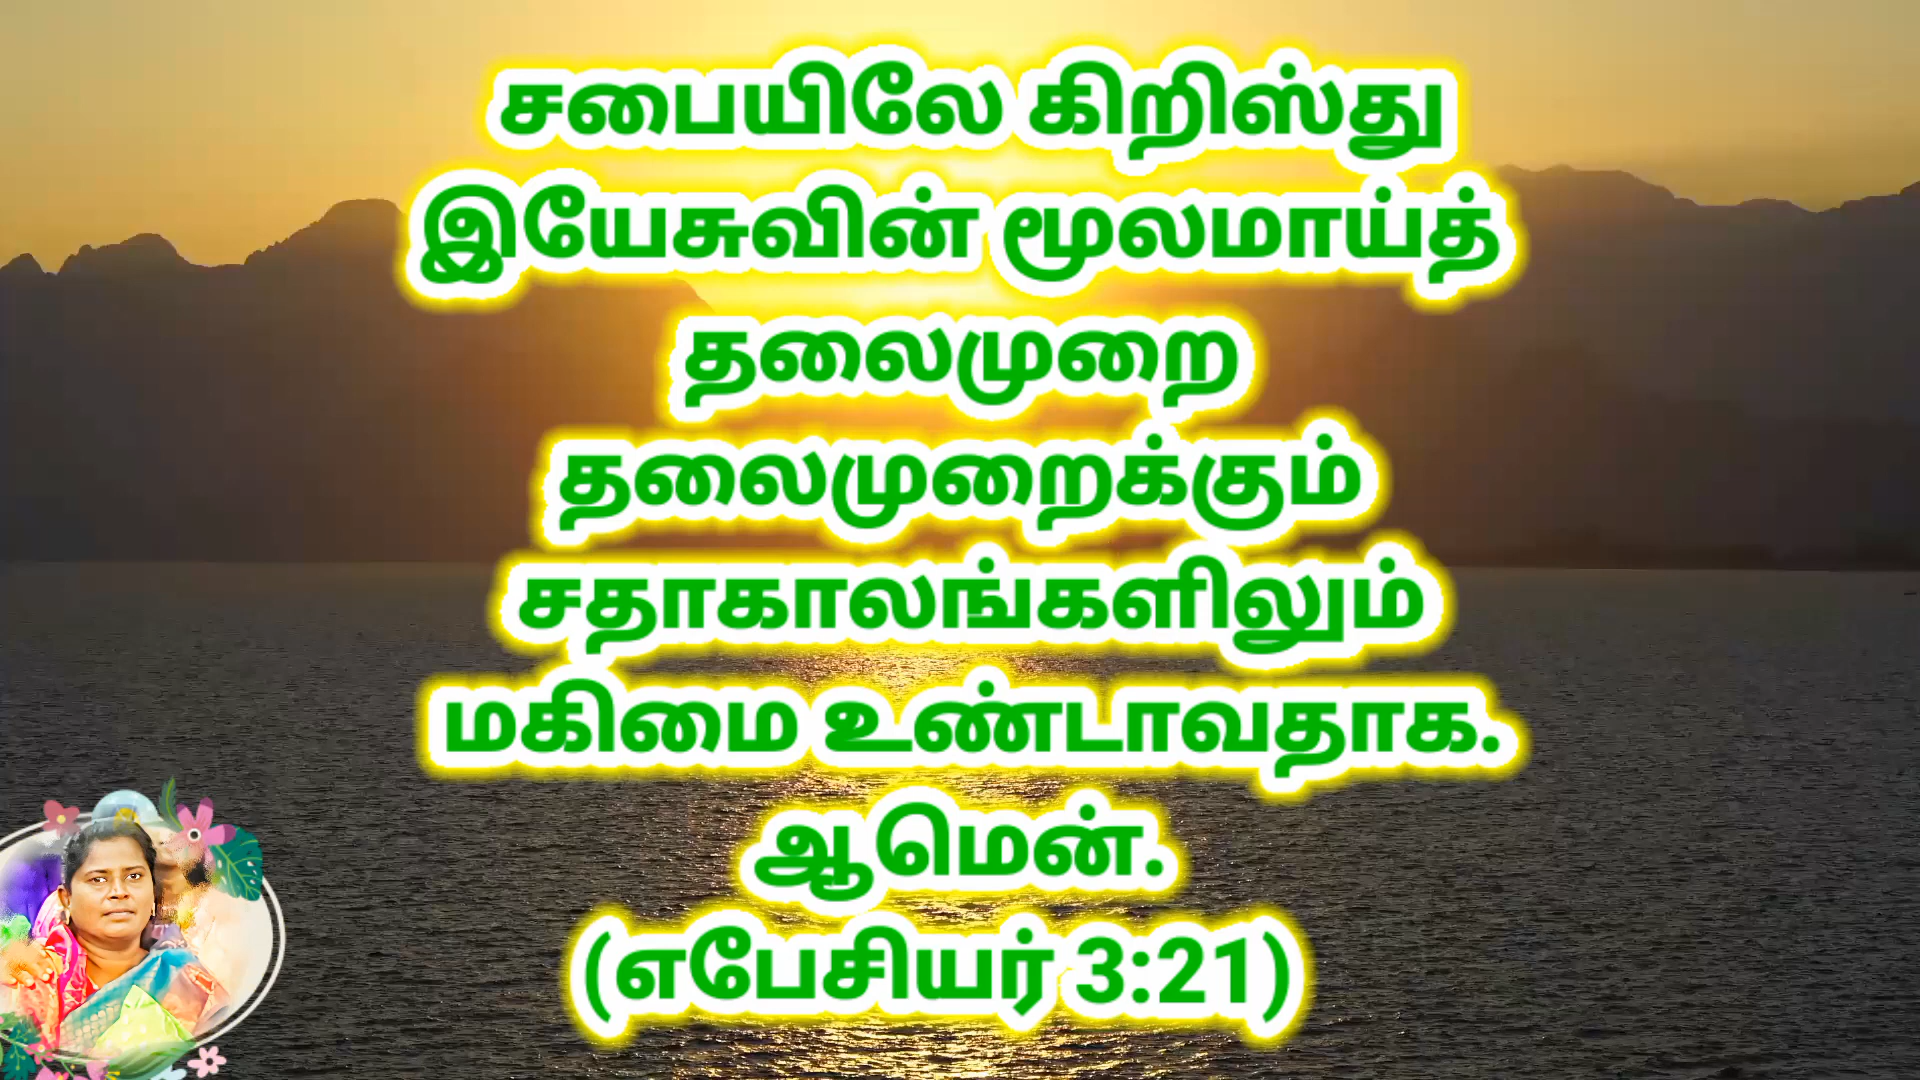 சபையிலே கிறிஸ்து
இயேசுவின் மூலமாய்த்
தலைமுறை
தலைமுறைக்கும்
சதாகாலங்களிலும்
மகிமை உண்டாவதாக.
ஆமென்.
(எபேசியர் 3:21)